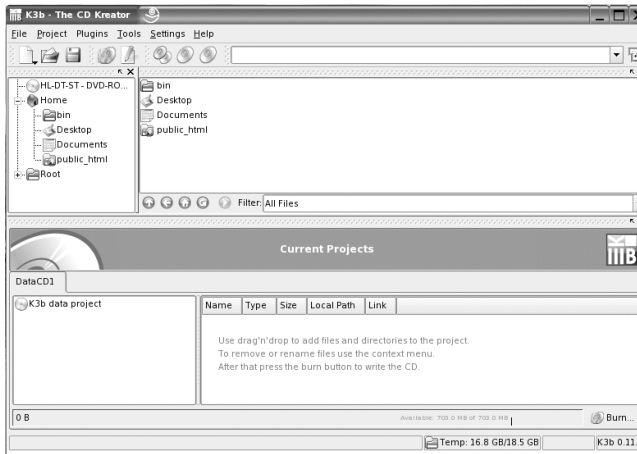 K3b - The CD Kreator
File Project Plugins Tools Settings Help
HL-DT-ST - DVD-RO...
Home
bin
Desktop
Documents
public_html
Root
bin
Desktop
Documents
public_html
Filter: All Files
Current Projects
DataCD1
K3b data project
Name Type Size Local Path Link
Use drag'n'drop to add files and directories to the project.
To remove or rename files use the context menu.
After that press the burn button to write the CD.
0 B
Available: 703.0 MB of 703.0 MB
Burn...
Temp: 16.8 GB/18.5 GB
K3b 0.11.